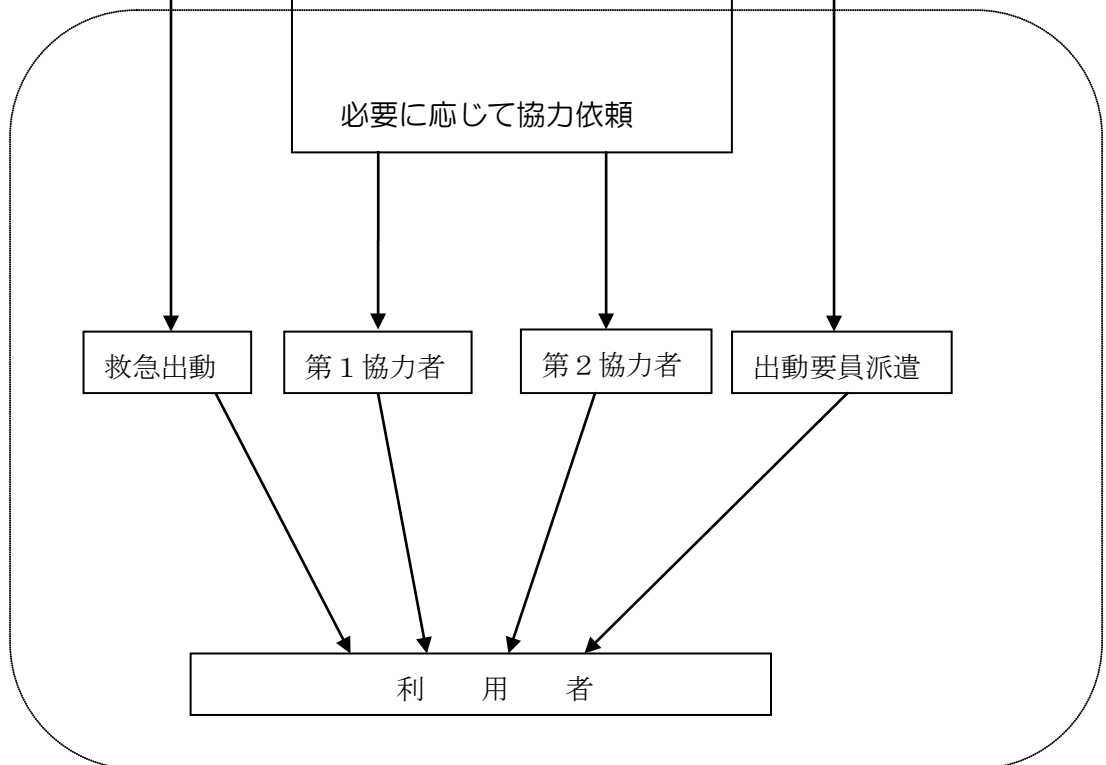 必要に応じて協力依頼
救急出動
第１協力者
第２協力者
出動要員派遣
利　用　者